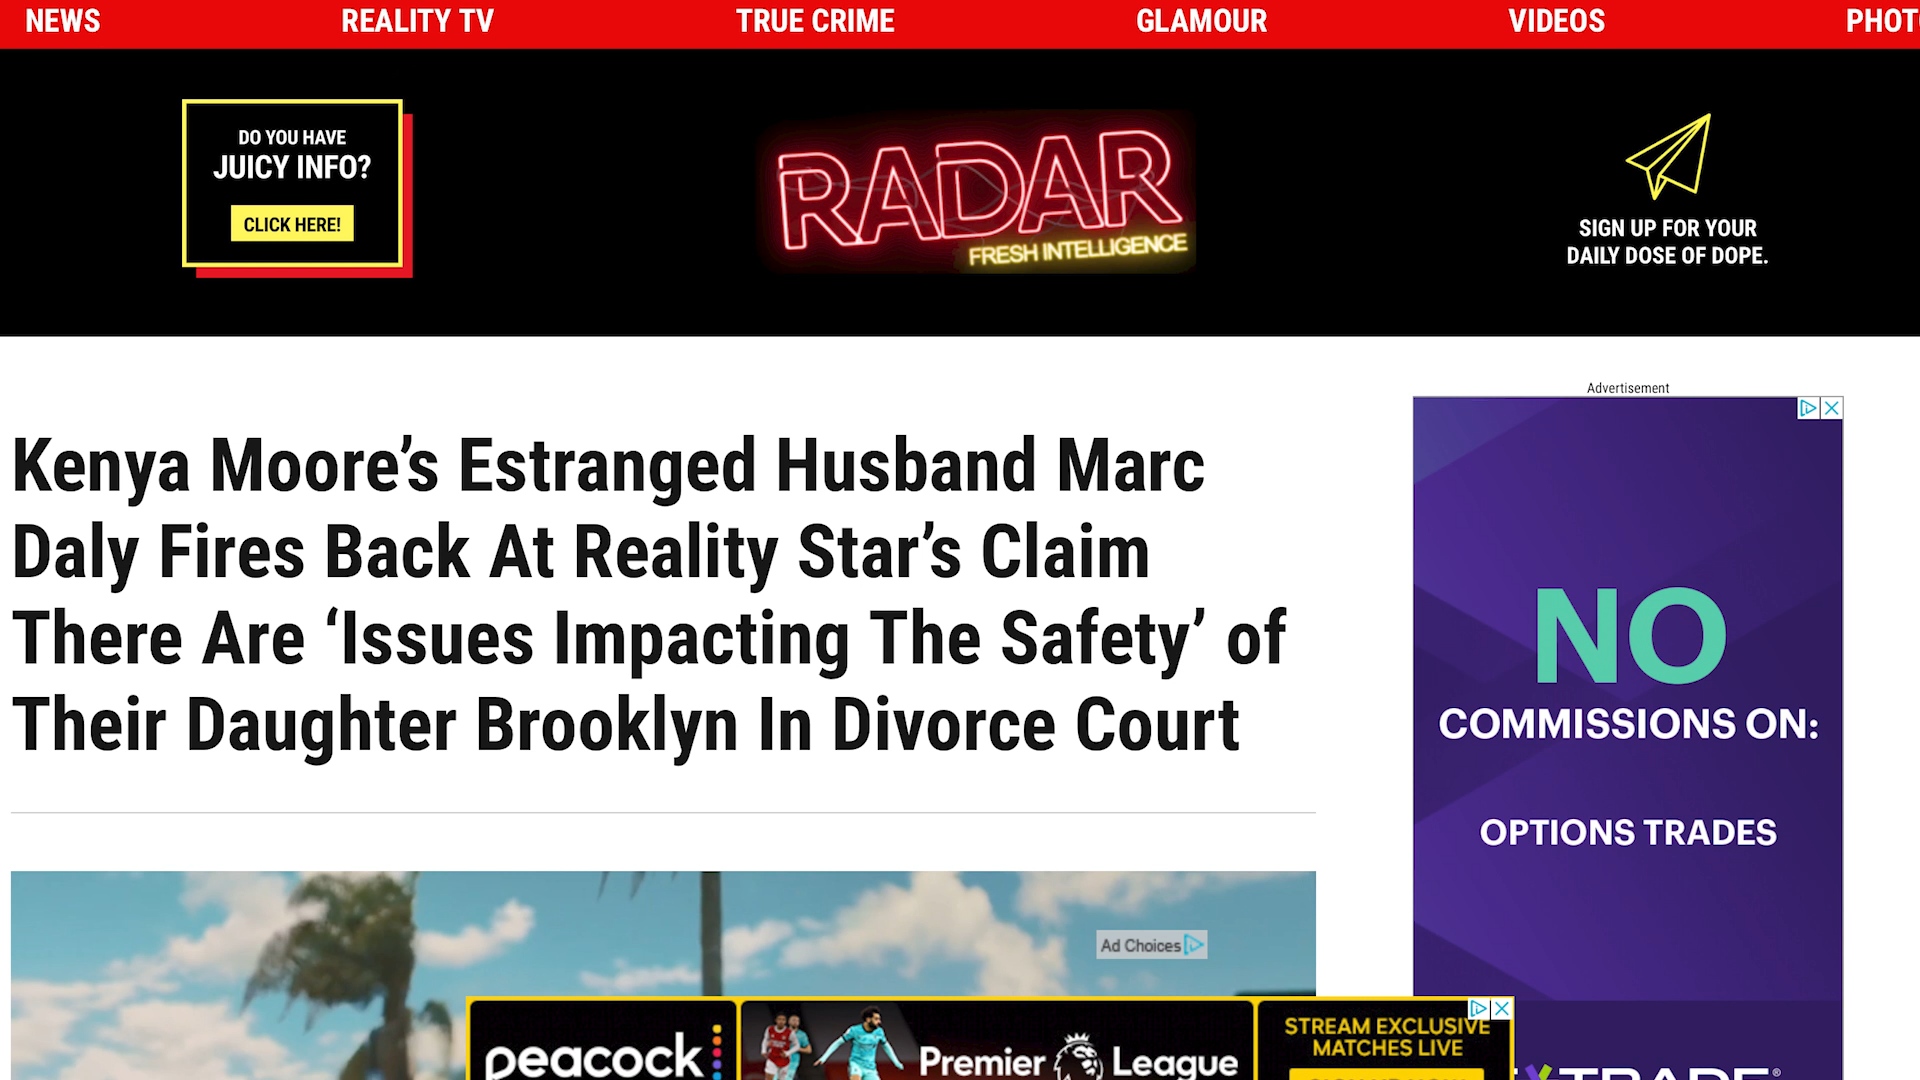 NEWS
REALITY TV
TRUE CRIME
GLAMOUR
VIDEOS
DO YOU HAVE
JUICY INFO?
CLICK HERE!
RADAR
FRESH INTELLIGENCE
SIGN UP FOR YOUR
DAILY DOSE OF DOPE.
Kenya Moore’s Estranged Husband Marc
Daly Fires Back At Reality Star’s Claim
There Are ‘Issues Impacting The Safety’ of
Their Daughter Brooklyn In Divorce Court
Advertisement
NO
COMMISSIONS ON:
OPTIONS TRADES
Ad Choices
peacock
Premier League
STREAM EXCLUSIVE
MATCHES LIVE